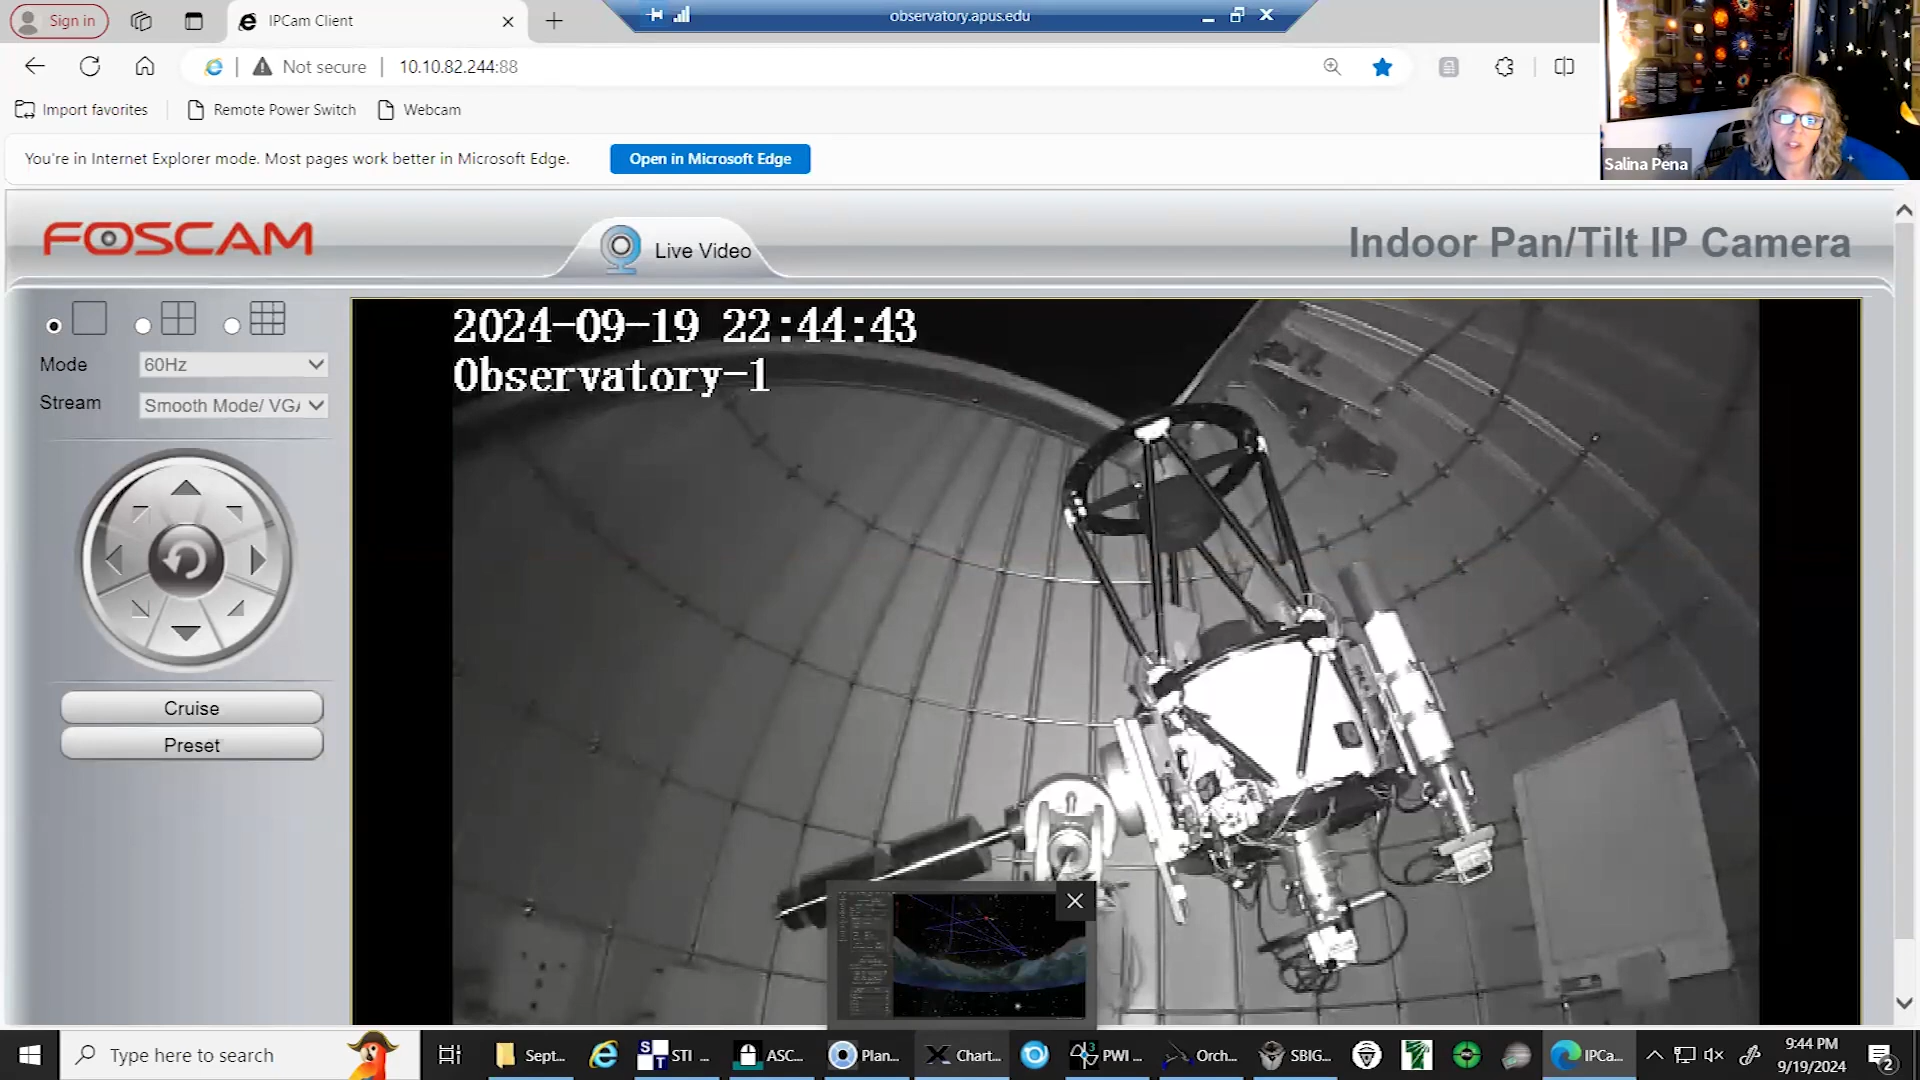 Sign in
IPCam Client
observatory.apus.edu
Not secure
10.10.82.244:88
Import favorites
Remote Power Switch
Webcam
You're in Internet Explorer mode. Most pages work better in Microsoft Edge.
Open in Microsoft Edge
Salina Pena
FOSCAM
Live Video
Indoor Pan/Tilt IP Camera
2024-09-19 22:44:43
Observatory-1
Mode
60Hz
Stream
Smooth Mode/ VGA
Cruise
Preset
Type here to search
Sept...
STI ...
ASC...
Plan...
Chart...
PWI ...
Orch...
SBIG...
IPCa...
9:44 PM
9/19/2024
2